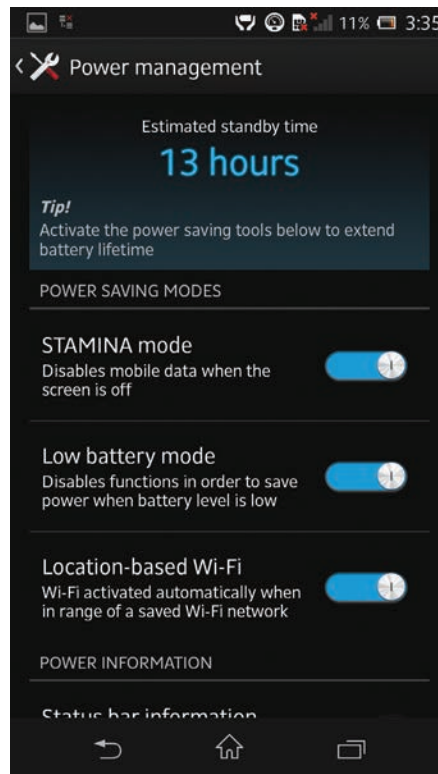 11% 3:35
Power management
Estimated standby time
13 hours
Tip!
Activate the power saving tools below to extend
battery lifetime
POWER SAVING MODES
STAMINA mode
Disables mobile data when the
screen is off
Low battery mode
Disables functions in order to save
power when battery level is low
Location-based Wi-Fi
Wi-Fi activated automatically when
in range of a saved Wi-Fi network
POWER INFORMATION
Status bar information